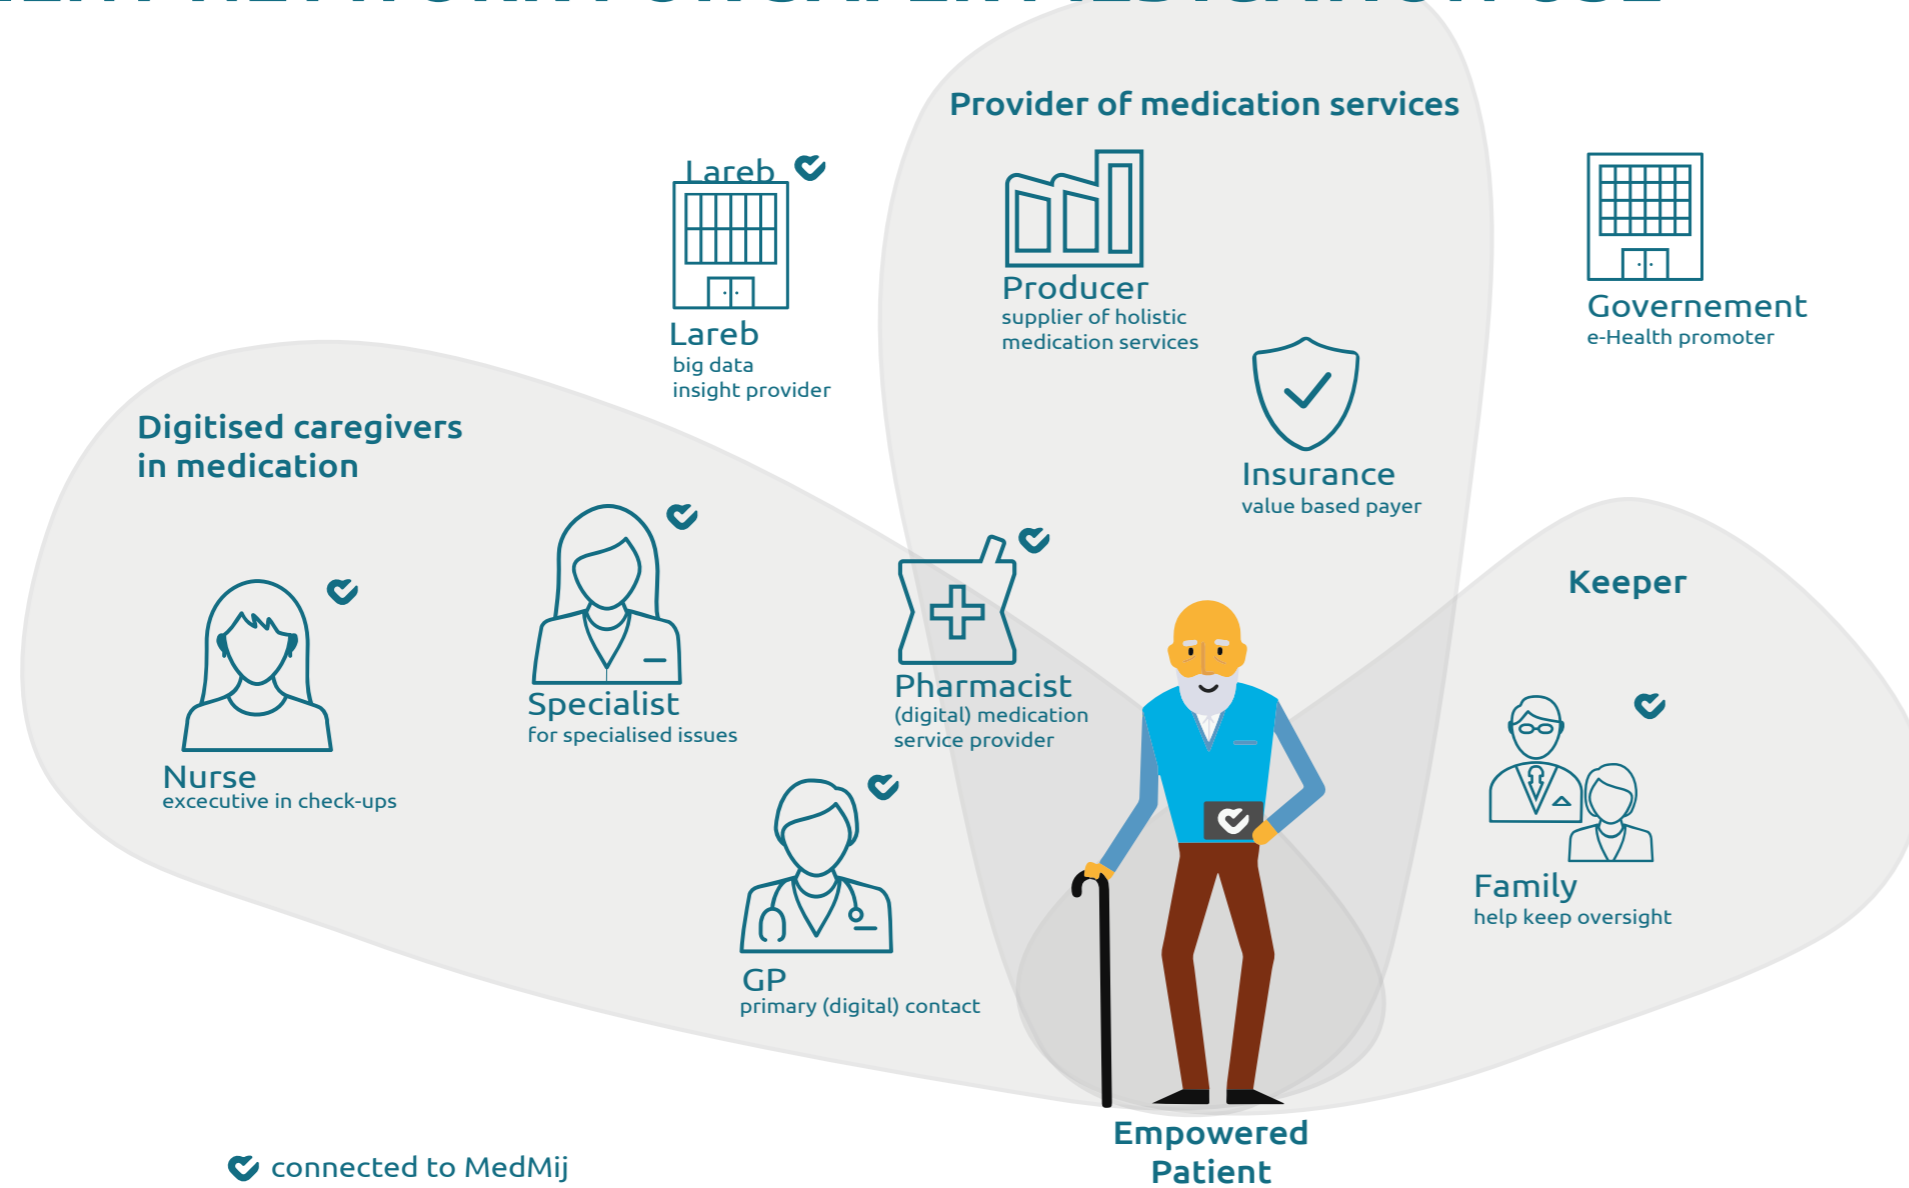 Provider of medication services
Lareb
Lareb
big data
insight provider
Producer
supplier of holistic
medication services
Governement
e-Health promoter
Insurance
value based payer
Digitised caregivers
in medication
Nurse
excecutive in check-ups
Specialist
for specialised issues
Pharmacist
(digital) medication
service provider
GP
primary (digital) contact
Keeper
Family
help keep oversight
Empowered
Patient
connected to MedMij